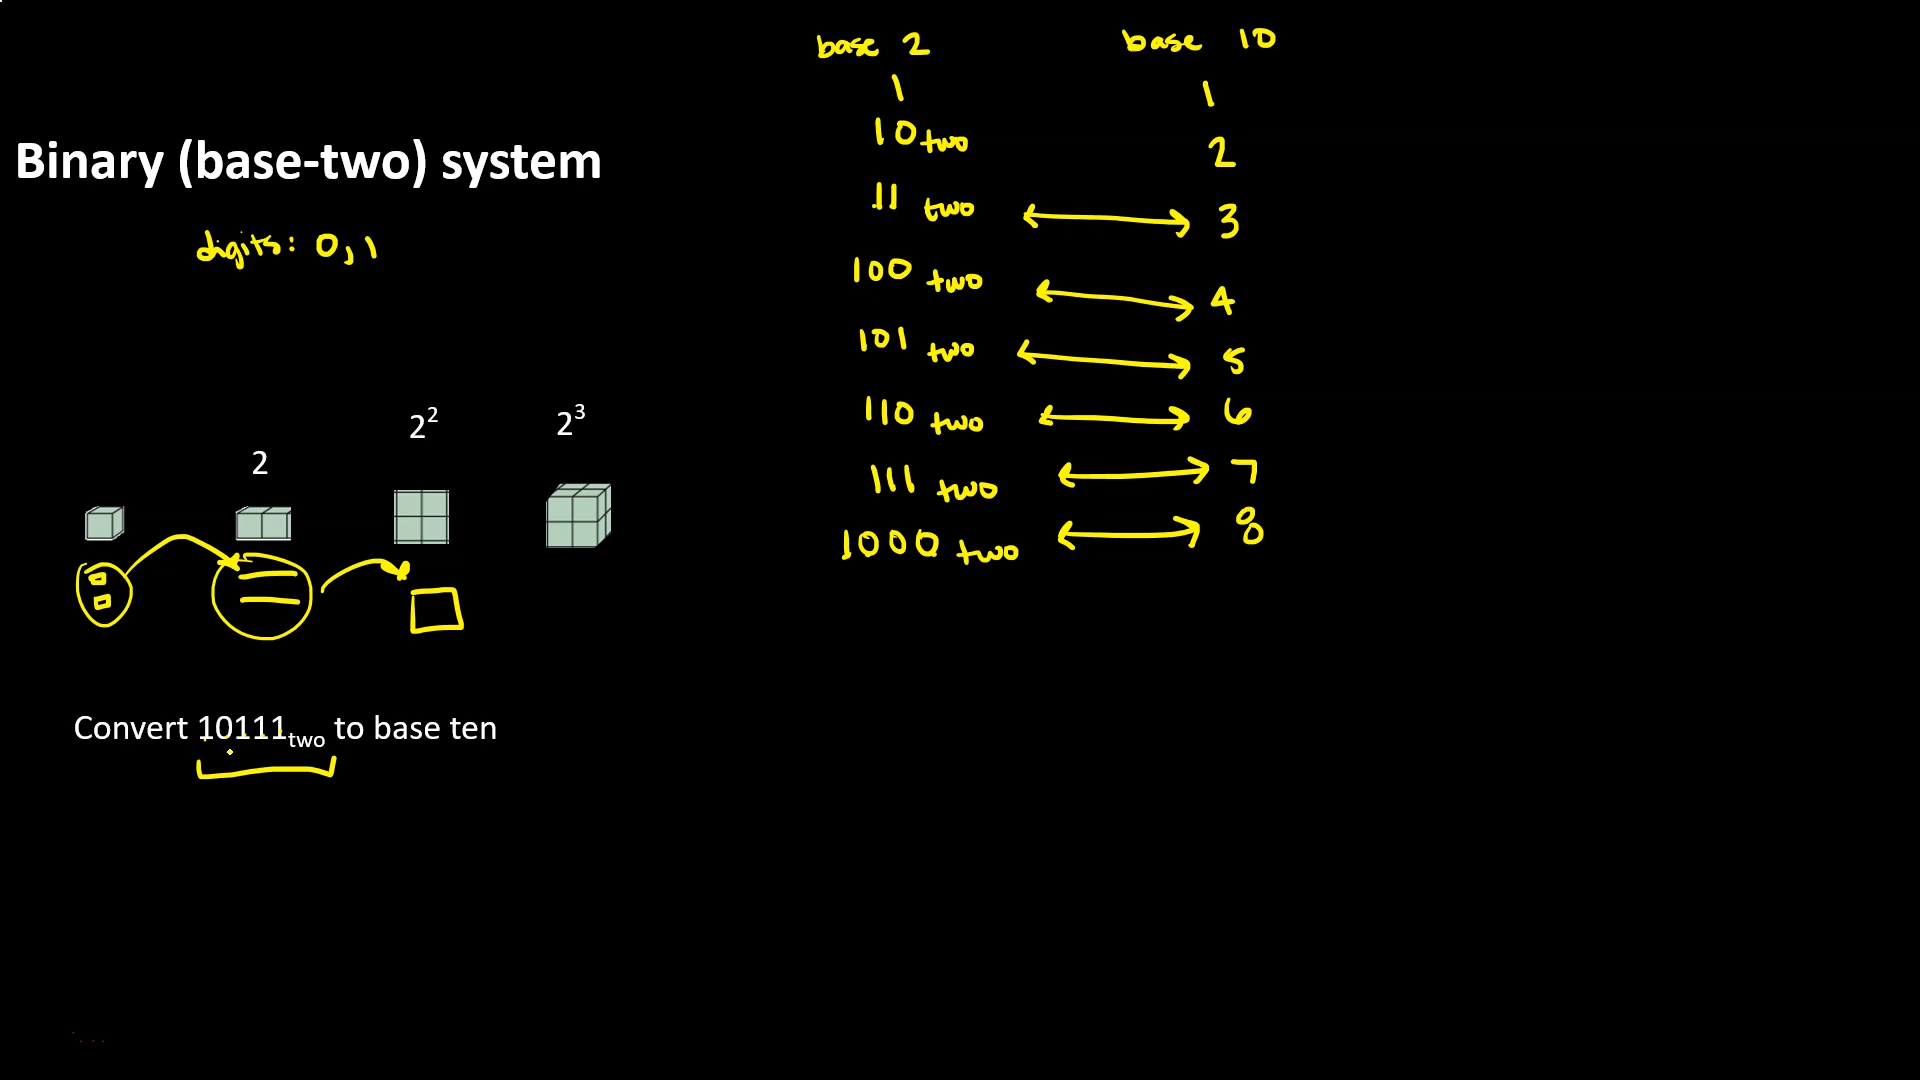 Binary (base-two) system
digits: 0, 1
2
2²
2³
Convert 10111two to base ten
base 2 base 10
1 1
10 two 2
11 two 3
100 two 4
101 two 5
110 two 6
111 two 7
1000 two 8